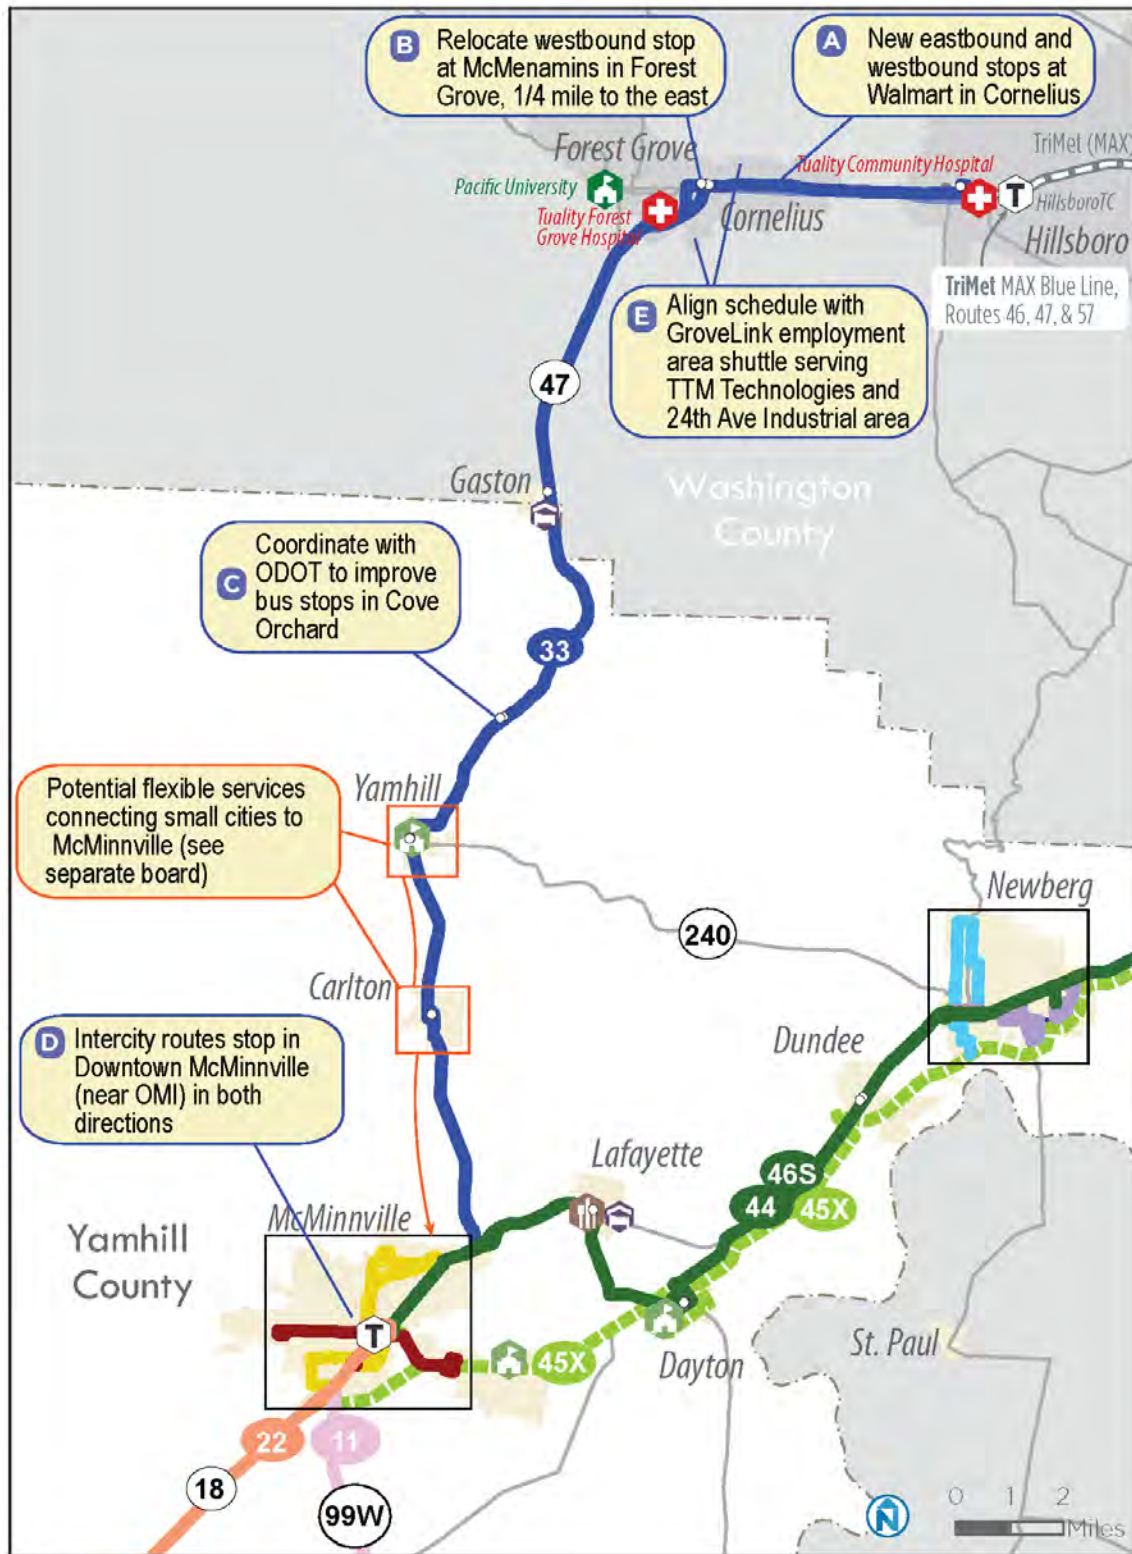 B Relocate westbound stop
at McMenamins in Forest
Grove, 1/4 mile to the east
A New eastbound and
westbound stops at
Walmart in Cornelius
TriMet (MAX)
Forest Grove
Tuality Community Hospital
Pacific University
T
HillsboroTC
Tuality Forest
Grove Hospital
Cornelius
Hillsboro
TriMet MAX Blue Line,
Routes 46, 47, & 57
E Align schedule with
GroveLink employment
area shuttle serving
TTM Technologies and
24th Ave Industrial area
47
Gaston
Washington
County
C Coordinate with
ODOT to improve
bus stops in Cove
Orchard
33
Potential flexible services
connecting small cities to
McMinnville (see
separate board)
Yamhill
Newberg
240
Carlton
D Intercity routes stop in
Downtown McMinnville
(near OMI) in both
directions
Dundee
Lafayette
46S
44
45X
McMinnville
Yamhill
County
T
45X
Dayton
St. Paul
22
11
18
99W
N
0 1 2
Miles